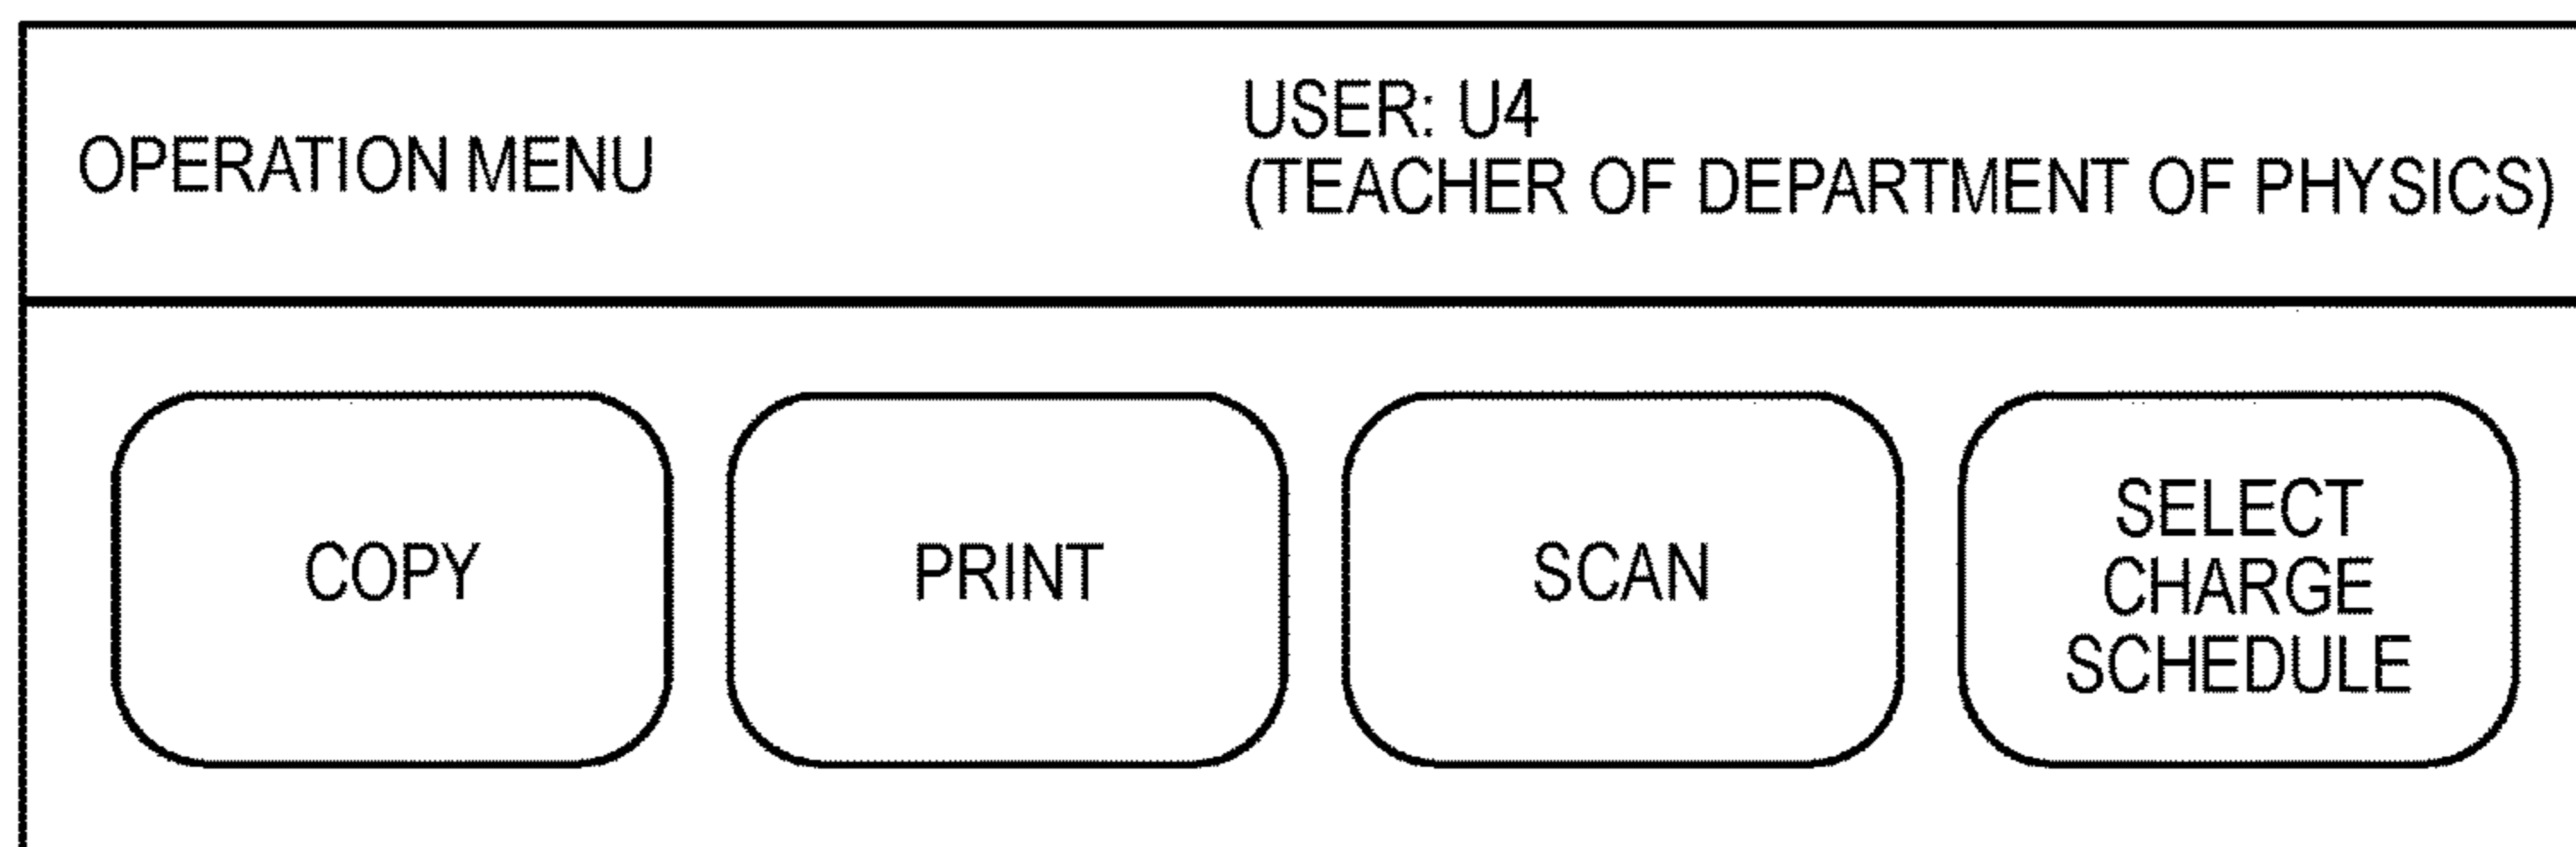 OPERATION MENU
USER: U4
(TEACHER OF DEPARTMENT OF PHYSICS)
COPY
PRINT
SCAN
SELECT
CHARGE
SCHEDULE